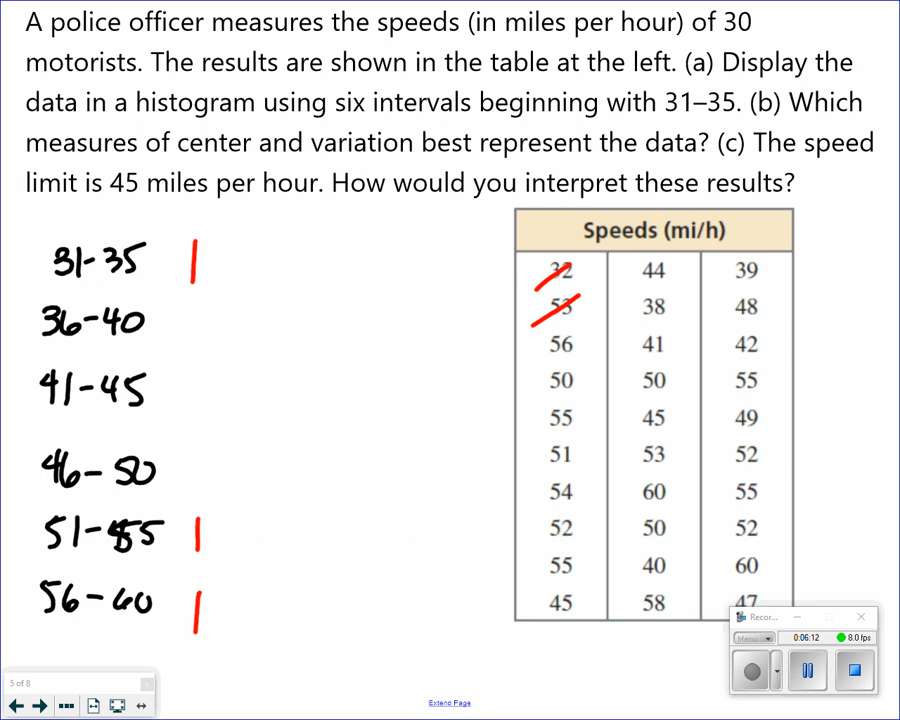 A police officer measures the speeds (in miles per hour) of 30
motorists. The results are shown in the table at the left. (a) Display the
data in a histogram using six intervals beginning with 31–35. (b) Which
measures of center and variation best represent the data? (c) The speed
limit is 45 miles per hour. How would you interpret these results?
31-35
36-40
41-45
46-50
51-55
56-60
Speeds (mi/h)
32 44 39
53 38 48
56 41 42
50 50 55
55 45 49
51 53 52
54 60 55
52 50 52
55 40 60
45 58 47
Recor...
Menu
0:06:12
8.0 fps
5 of 8
Extend Page